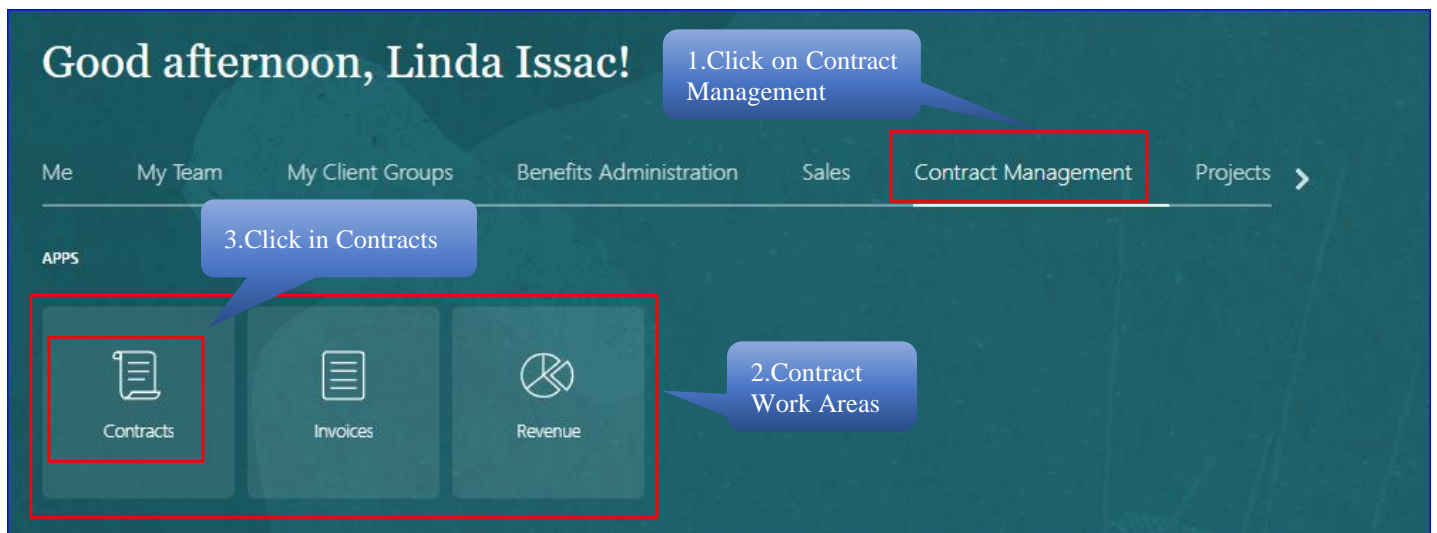 Good afternoon, Linda Issac!
1.Click on Contract
Management
Me My Team My Client Groups Benefits Administration Sales Contract Management Projects
3.Click in Contracts
APPS
2.Contract
Work Areas
Contracts Invoices Revenue